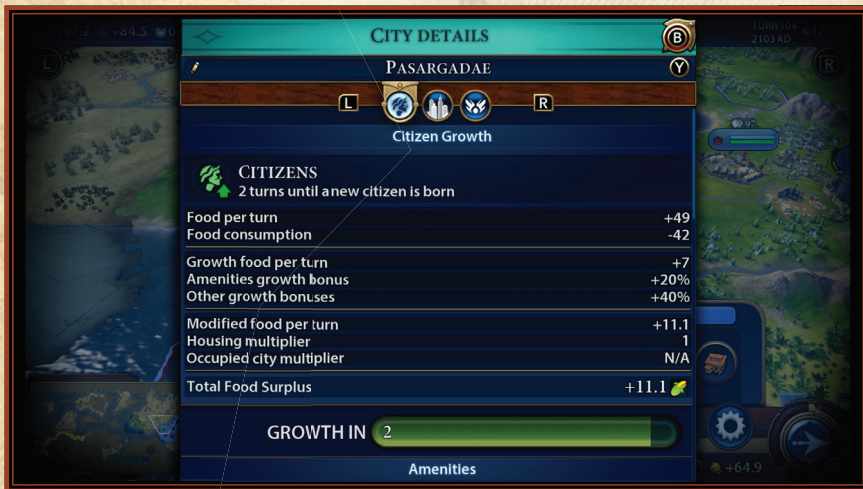 +84.5
CITY DETAILS
B
TURN 304
2103 AD
4:12
PASARGADAE
Y
L
R
L
R
Citizen Growth
CITIZENS
2 turns until a new citizen is born
Food per turn +49
Food consumption -42
Growth food per turn +7
Amenities growth bonus +20%
Other growth bonuses +40%
Modified food per turn +11.1
Housing multiplier 1
Occupied city multiplier N/A
Total Food Surplus +11.1
GROWTH IN 2
Amenities
+64.9